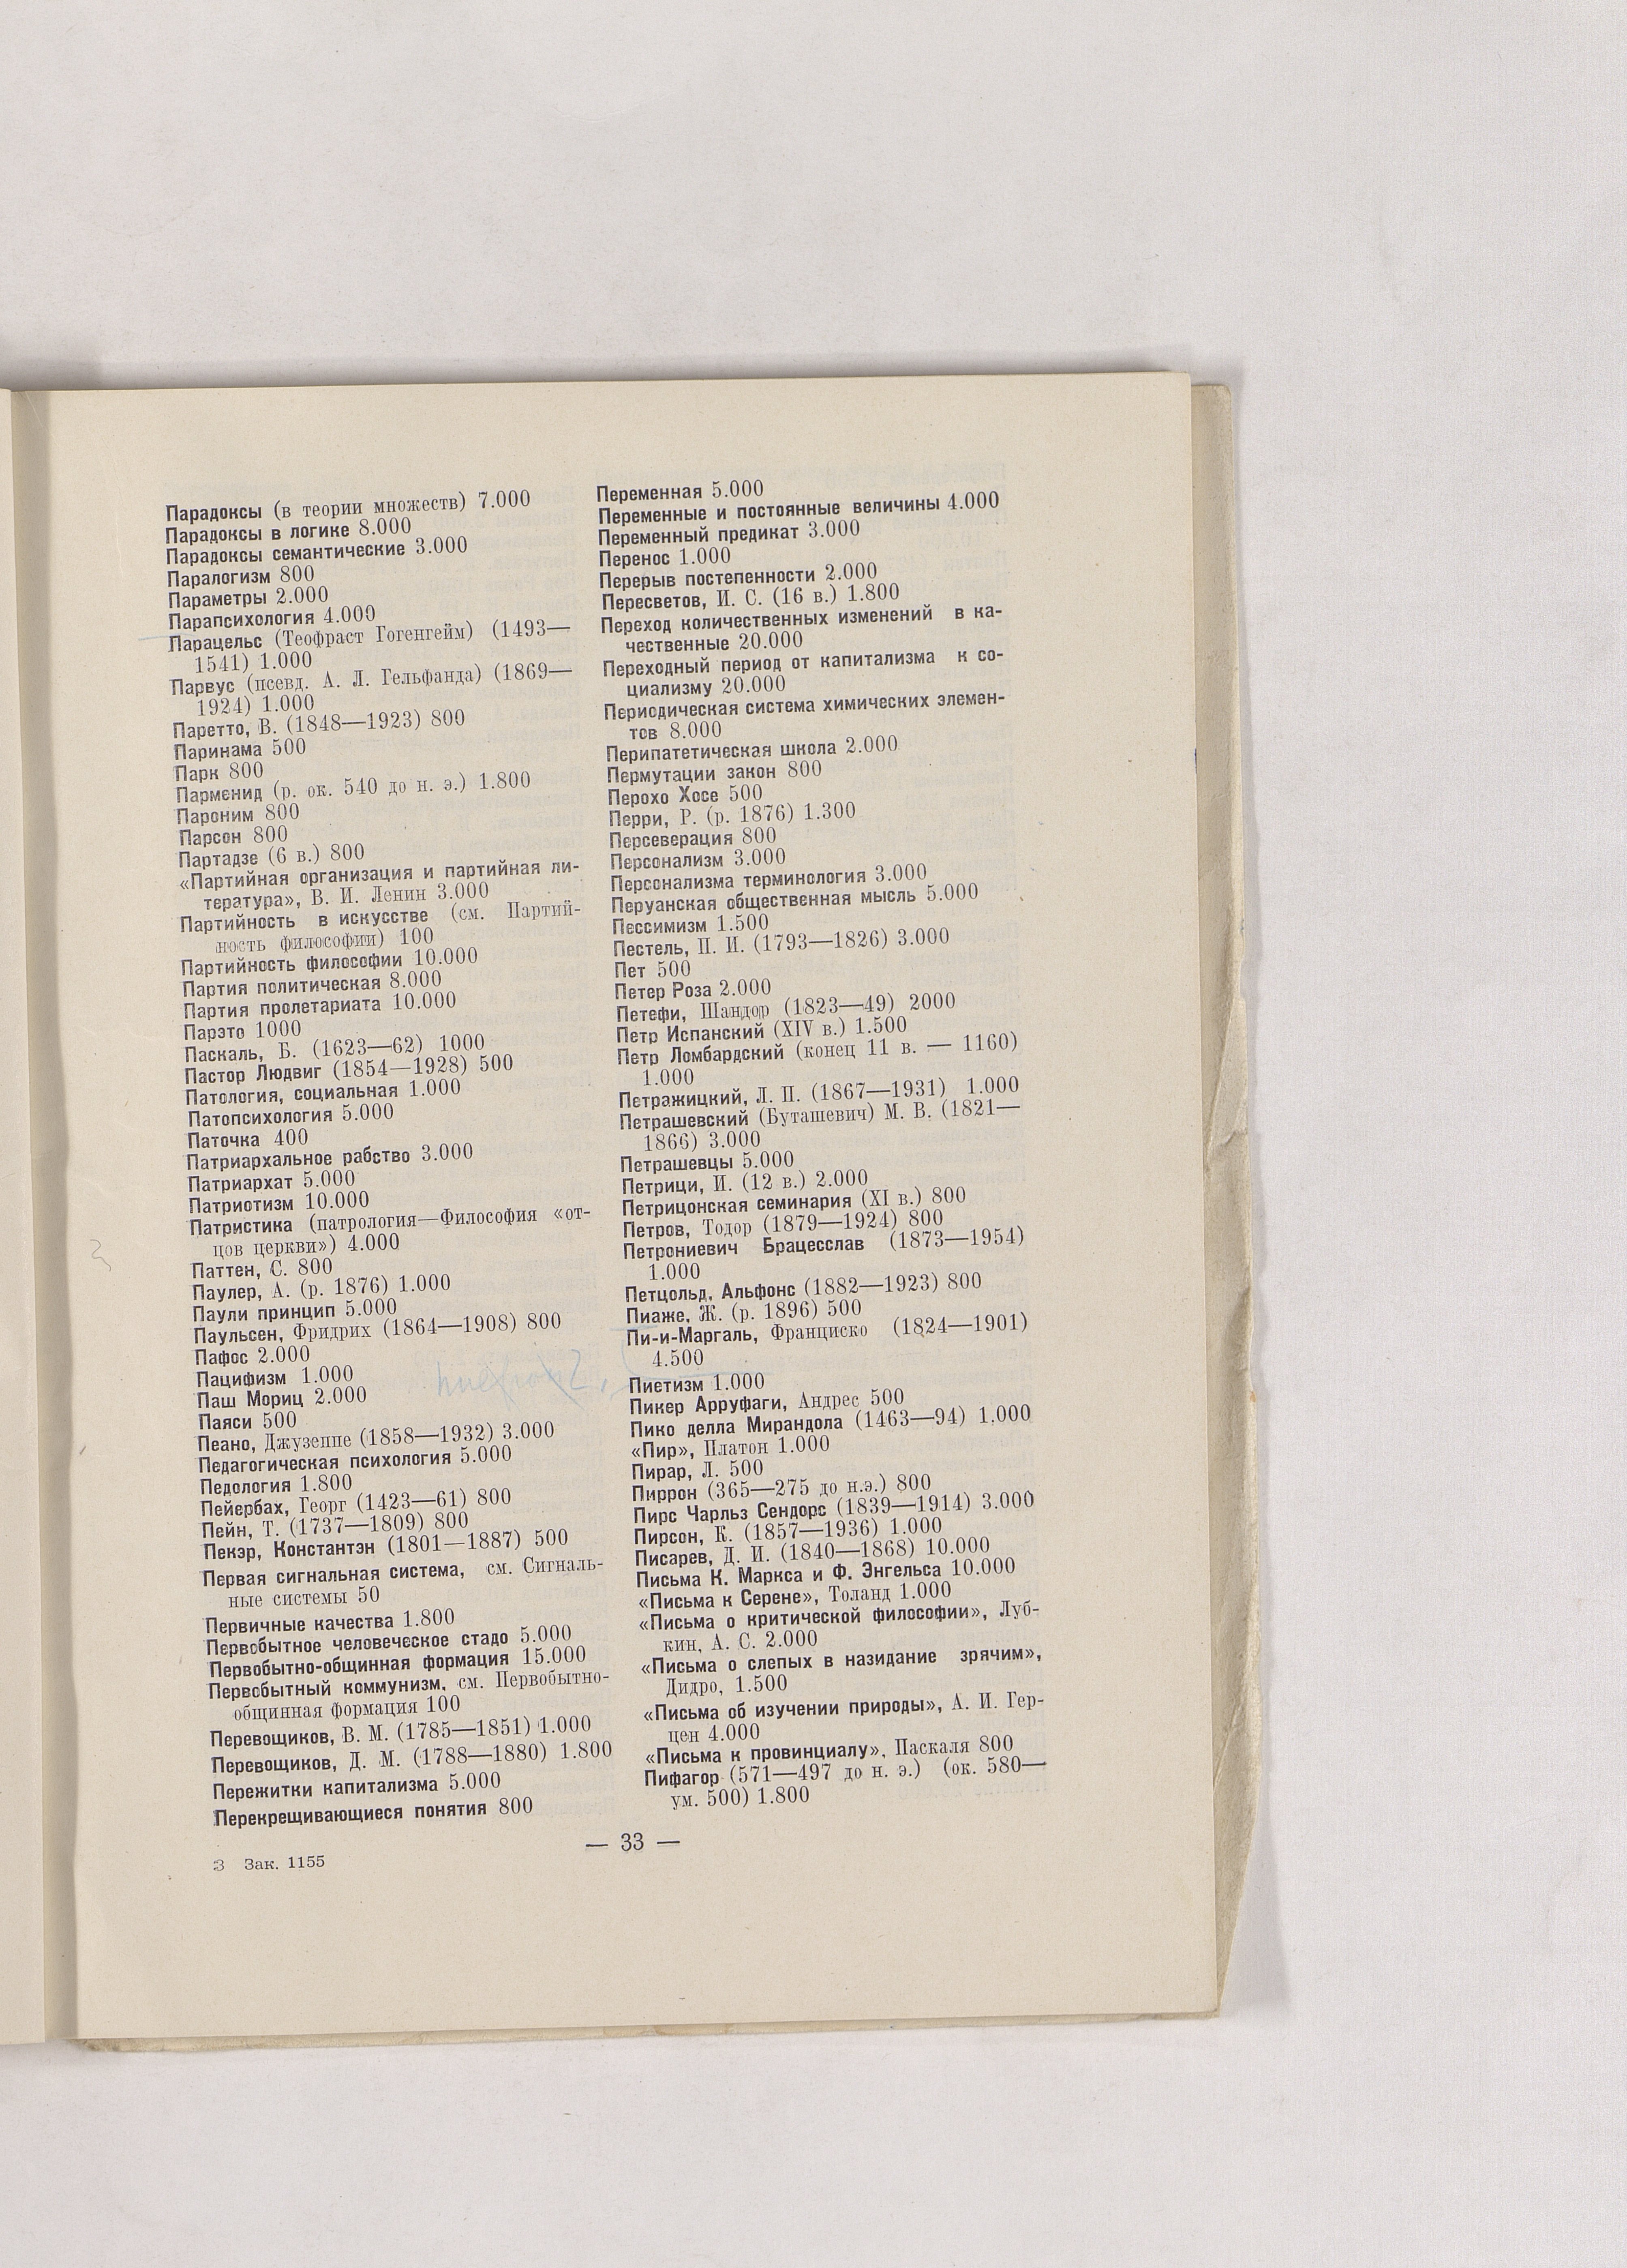 Парадоксы (в теории множеств) 7.000
Парадоксы в логике 8.000
Парадоксы семантические 3.000
Паралогизм 800
Параметры 2.000
Парапсихология 4.000
Парацельс (Теофраст Гогенгейм) (1493—
1541) 1.000
Парвус (псевд. А. Л. Гельфанда) (1869—
1924) 1.000
Паретто, В. (1848—1923) 800
Паринама 500
Парк 800
Парменид (р. ок. 540 до н. э.) 1.800
Пароним 800
Парсон 800
Партадзе (6 в.) 800
«Партийная организация и партийная ли-
тература», В. И. Ленин 3.000
Партийность в искусстве (см. Партий-
ность философии) 100
Партийность философии 10.000
Партия политическая 8.000
Партия пролетариата 10.000
Парэто 1000
Паскаль, Б. (1623—62) 1000
Пастор Людвиг (1854—1928) 500
Патология, социальная 1.000
Патопсихология 5.000
Паточка 400
Патриархальное рабство 3.000
Патриархат 5.000
Патриотизм 10.000
Патристика (патрология—Философия «от-
цов церкви») 4.000
Паттен, С. 800
Паулер, А. (р. 1876) 1.000
Паули принцип 5.000
Паульсен, Фридрих (1864—1908) 800
Пафос 2.000
Пацифизм 1.000
Паш Мориц 2.000
Паяси 500
Пеано, Джузеппе (1858—1932) 3.000
Педагогическая психология 5.000
Педология 1.800
Пейербах, Георг (1423—61) 800
Пейн, Т. (1737—1809) 800
Пекэр, Константэн (1801—1887) 500
Первая сигнальная система, см. Сигналь-
ные системы 50
Первичные качества 1.800
Первобытное человеческое стадо 5.000
Первобытно-общинная формация 15.000
Первобытный коммунизм, см. Первобытно-
общинная формация 100
Перевощиков, В. М. (1785—1851) 1.000
Перевощиков, Д. М. (1788—1880) 1.800
Пережитки капитализма 5.000
Перекрещивающиеся понятия 800
Переменная 5.000
Переменные и постоянные величины 4.000
Переменный предикат 3.000
Перенос 1.000
Перерыв постепенности 2.000
Пересветов, И. С. (16 в.) 1.800
Переход количественных изменений в ка-
чественные 20.000
Переходный период от капитализма к со-
циализму 20.000
Периодическая система химических элемен-
тов 8.000
Перипатетическая школа 2.000
Пермутации закон 800
Перохо Хосе 500
Перри, Р. (р. 1876) 1.300
Персеверация 800
Персонализм 3.000
Персонализма терминология 3.000
Перуанская общественная мысль 5.000
Пессимизм 1.500
Пестель, П. И. (1793—1826) 3.000
Пет 500
Петер Роза 2.000
Петефи, Шандор (1823—49) 2000
Петр Испанский (XIV в.) 1.500
Петр Ломбардский (конец 11 в. — 1160)
1.000
Петражицкий, Л. П. (1867—1931) 1.000
Петрашевский (Буташевич) М. В. (1821—
1866) 3.000
Петрашевцы 5.000
Петрици, И. (12 в.) 2.000
Петрицонская семинария (XI в.) 800
Петров, Тодор (1879—1924) 800
Петрониевич Брацесслав (1873—1954)
1.000
Петцольд, Альфонс (1882—1923) 800
Пиаже, Ж. (р. 1896) 500
Пи-и-Маргаль, Франциско (1824—1901)
4.500
Пиетизм 1.000
Пикер Арруфаги, Андрес 500
Пико делла Мирандола (1463—94) 1.000
«Пир», Платон 1.000
Пирар, Л. 500
Пиррон (365—275 до н.э.) 800
Пирс Чарльз Сендорс (1839—1914) 3.000
Пирсон, К. (1857—1936) 1.000
Писарев, Д. И. (1840—1868) 10.000
Письма К. Маркса и Ф. Энгельса 10.000
«Письма к Серене», Толанд 1.000
«Письма о критической философии», Луб-
кин, А. С. 2.000
«Письма о слепых в назидание зрячим»,
Дидро, 1.500
«Письма об изучении природы», А. И. Гер-
цен 4.000
«Письма к провинциалу», Паскаля 800
Пифагор (571—497 до н. э.) (ок. 580—
ум. 500) 1.800
— 33 —
3 Зак. 1155